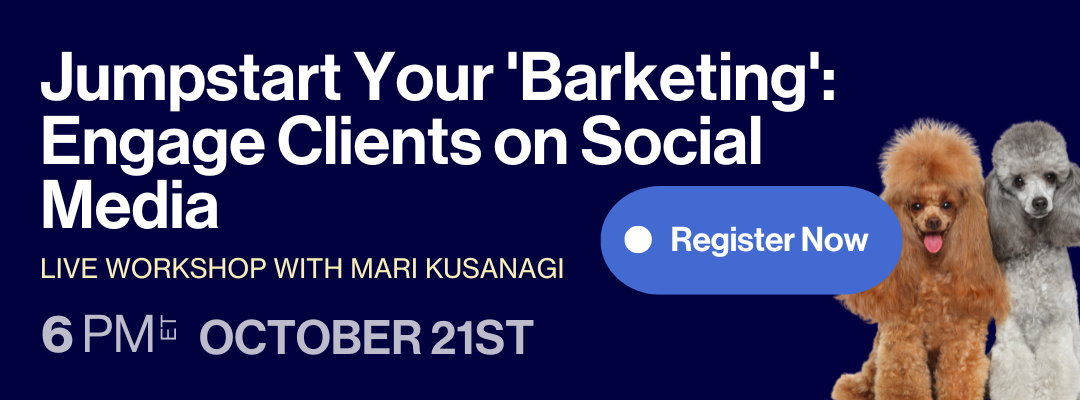 Jumpstart Your 'Barketing':
Engage Clients on Social
Media
Register Now
LIVE WORKSHOP WITH MARI KUSANAGI
6 PM ET OCTOBER 21ST